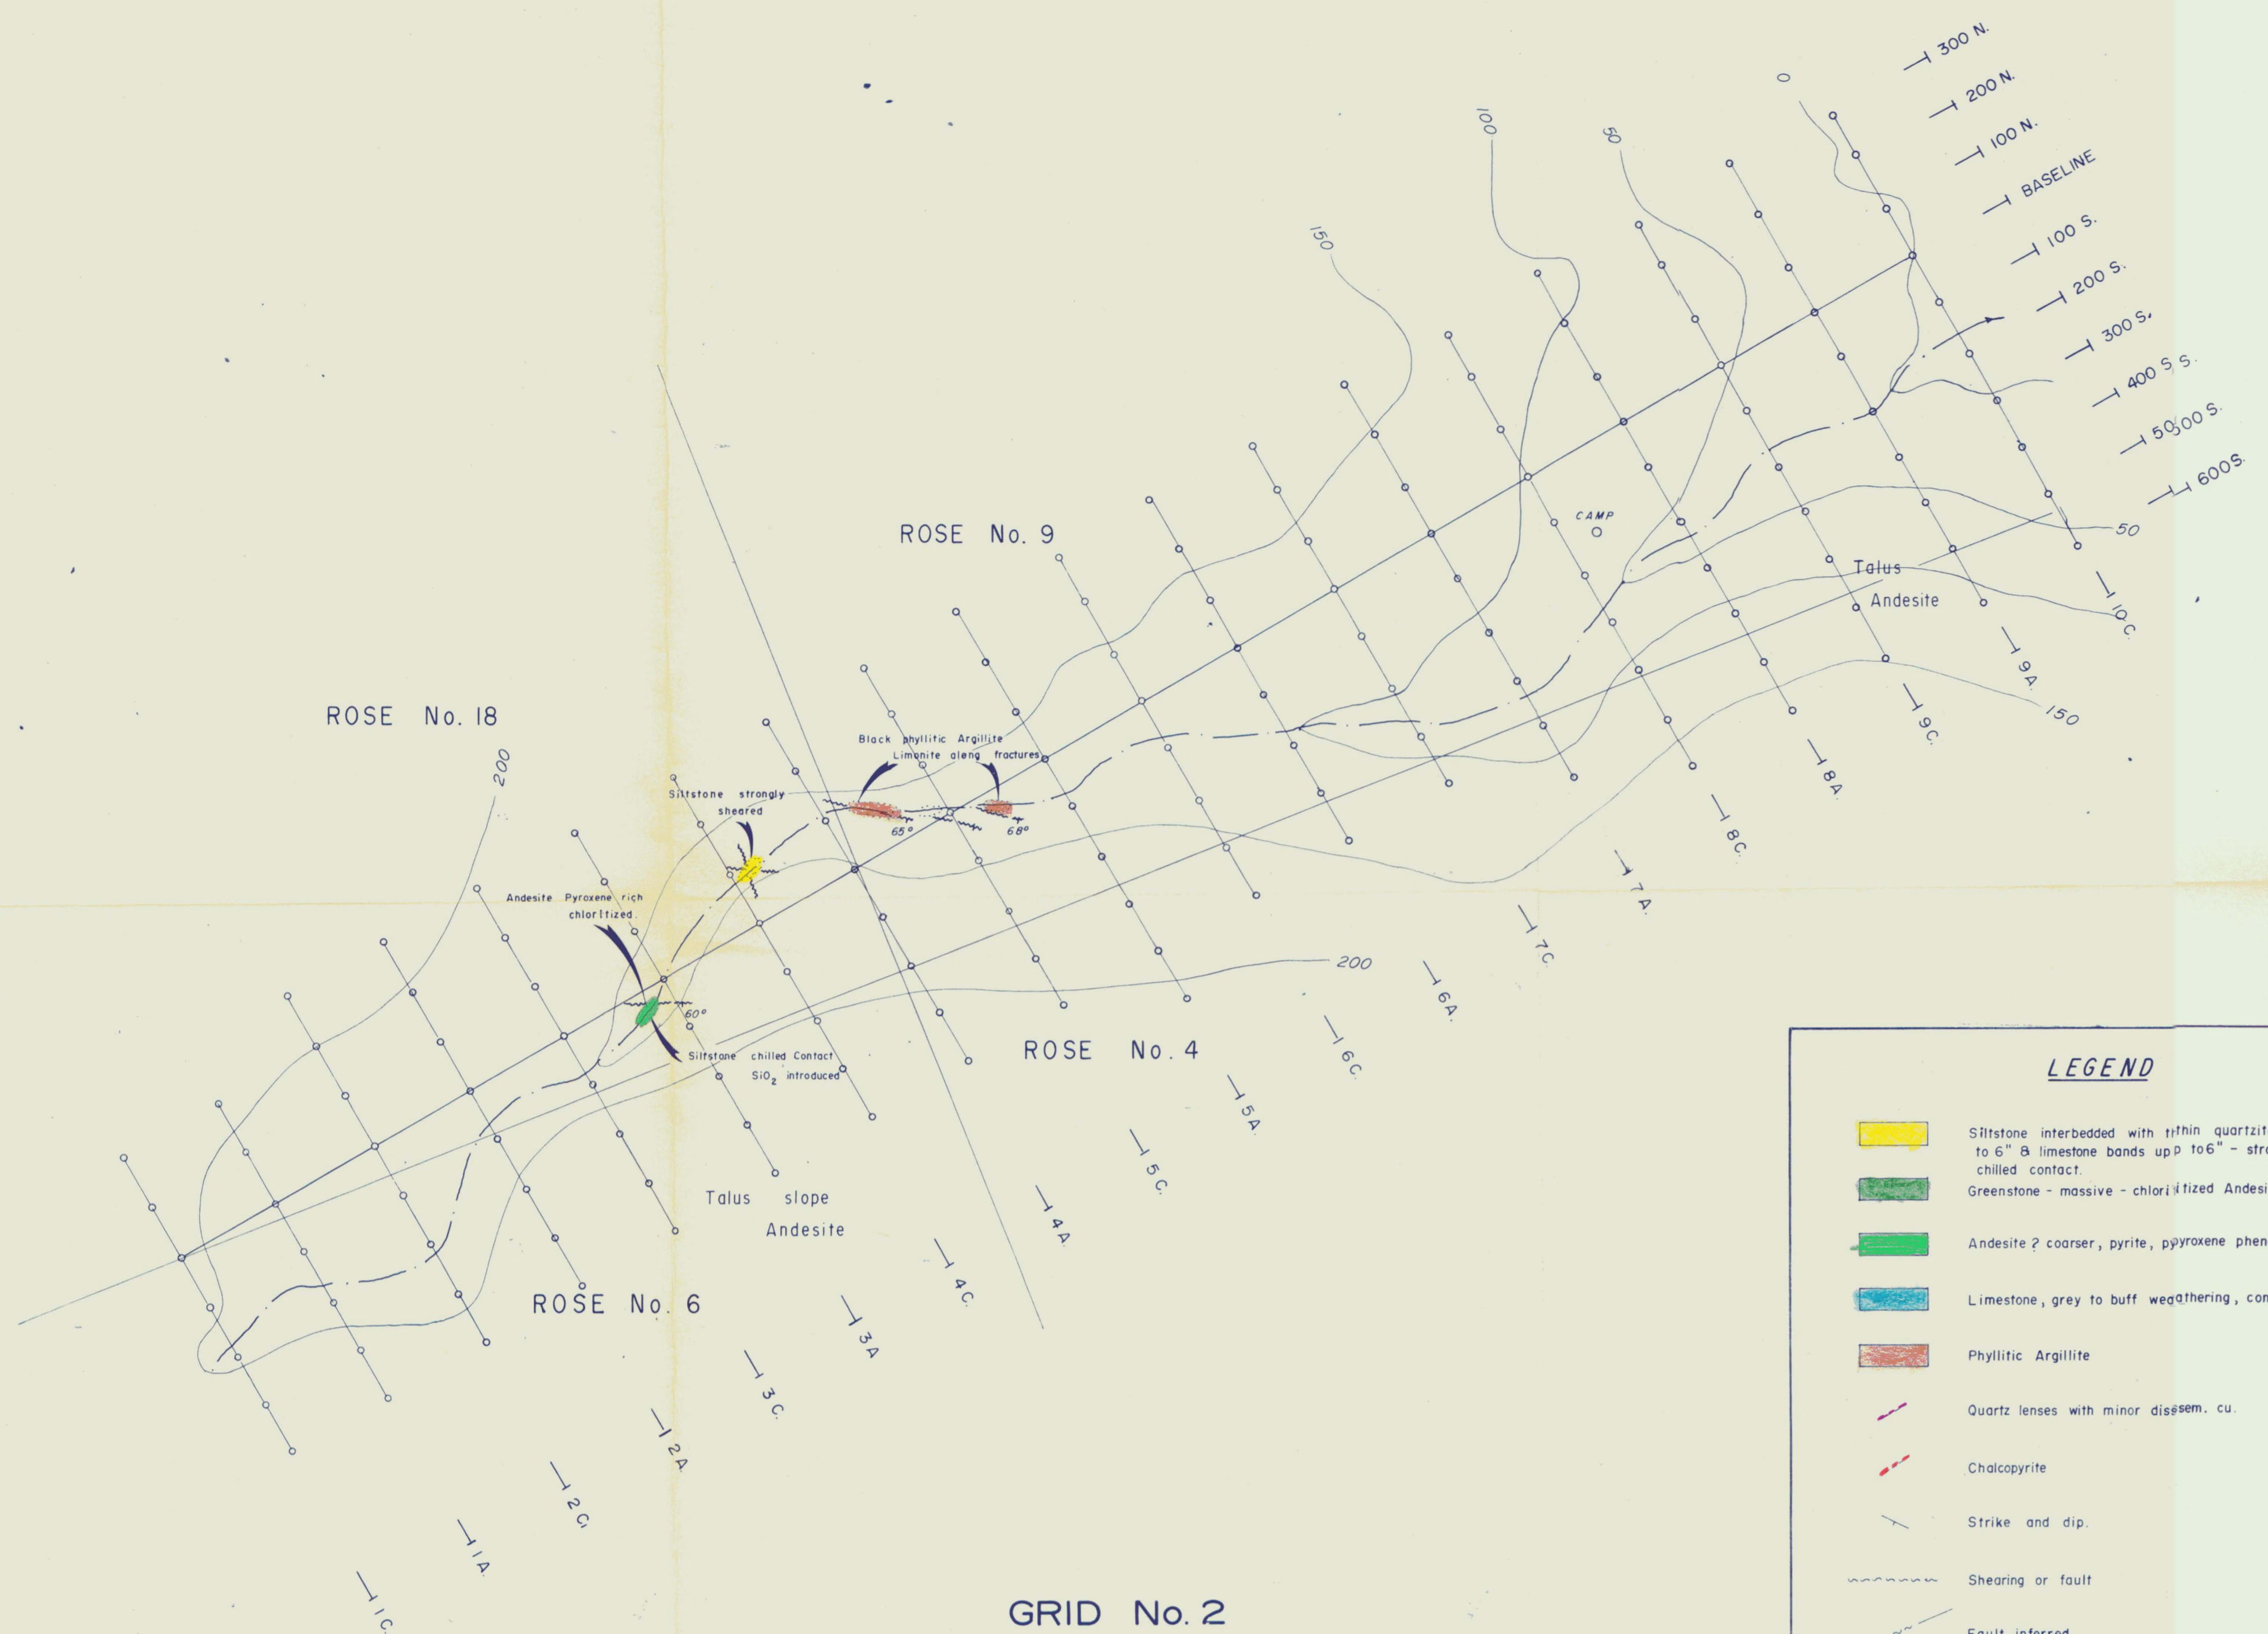 300 N.
200 N.
100 N.
BASELINE
100 S.
200 S.
300 S.
400 S S.
50500 S.
600S.
0
100
50
150
CAMP
ROSE No. 9
Talus
Andesite
50
150
10C.
9A.
9C.
8A.
8C.
7A.
7C.
6A.
6C.
5A.
5C.
4A.
4C.
3A
3C.
2A.
2C.
1A.
1C.
ROSE No. 18
200
Black phyllitic Argillite
Limonite along fractures
Siltstone strongly
sheared
65°
68°
Andesite Pyroxene rich
chloritized.
60°
Siltstone chilled Contact
SiO2 introduced
200
ROSE No. 4
Talus slope
Andesite
ROSE No. 6
GRID No. 2
LEGEND
Siltstone interbedded with thin
to 6" & limestone bands up to 6" -
chilled contact.
Greenstone - massive - chloritized
Andesite ? coarser, pyrite, pyroxene
Limestone, grey to buff weathering,
Phyllitic Argillite
Quartz lenses with minor dissem. cu.
Chalcopyrite
Strike and dip.
Shearing or fault
Fault inferred